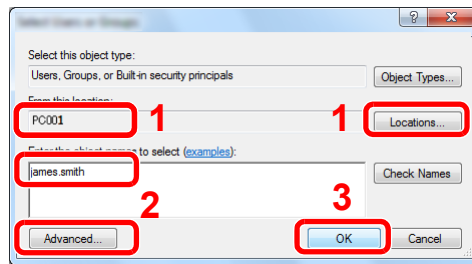 Select Users or Groups
Select this object type:
Users, Groups, or Built-in security principals
Object Types...
From this location:
PC001
1
1
Locations...
Enter the object names to select (examples):
james.smith
Check Names
2
3
Advanced...
OK
Cancel